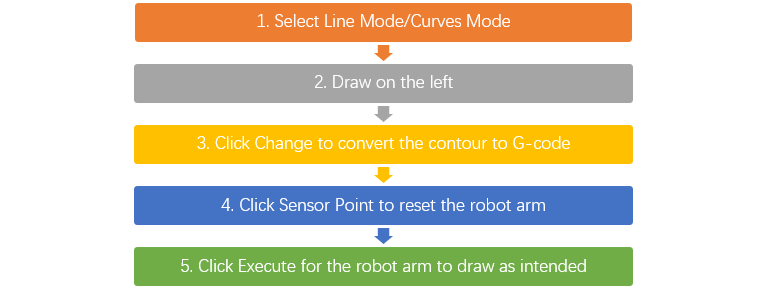 1. Select Line Mode/Curves Mode
2. Draw on the left
3. Click Change to convert the contour to G-code
4. Click Sensor Point to reset the robot arm
5. Click Execute for the robot arm to draw as intended